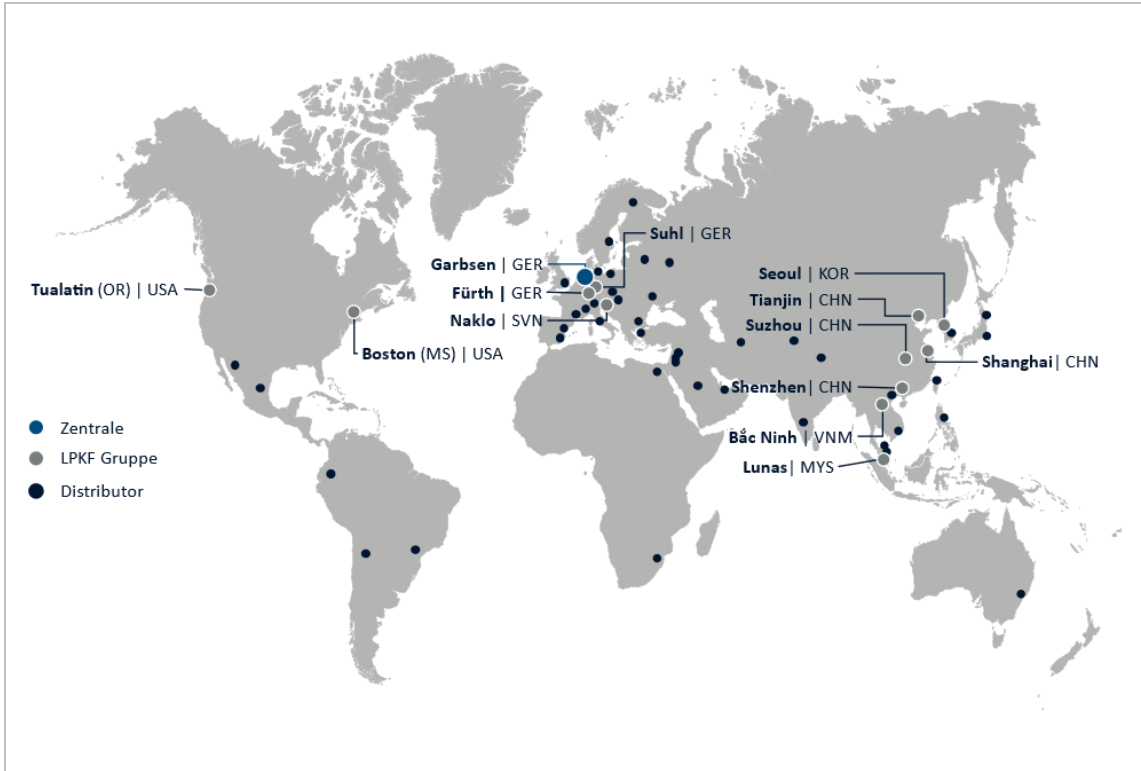 Suhl | GER
Garbsen | GER
Fürth | GER
Naklo | SVN
Tualatin (OR) | USA
Boston (MS) | USA
Seoul | KOR
Tianjin | CHN
Suzhou | CHN
Shanghai | CHN
Shenzhen | CHN
Bắc Ninh | VNM
Lunas | MYS
Zentrale
LPKF Gruppe
Distributor